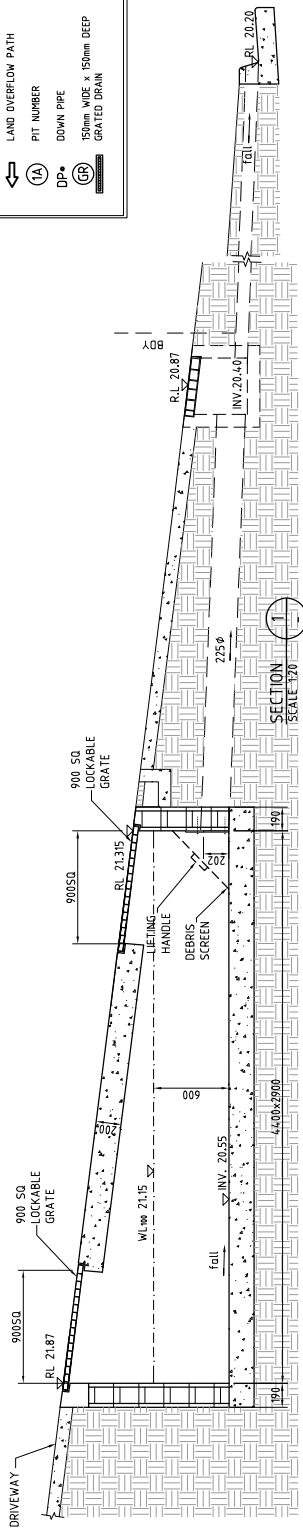 LAND OVERFLOW PATH
1A
PIT NUMBER
DP
DOWN PIPE
GR
150mm WIDE x 150mm DEEP
GRATED DRAIN
DRIVEWAY
RL 21.87
900SQ
900 SQ
LOCKABLE
GRATE
200
WL100 21.15
600
fall
INV. 20.55
190
4400x2900
190
900SQ
RL 21.315
900 SQ
LOCKABLE
GRATE
LIFTING
HANDLE
DEBRIS
SCREEN
202
225Ø
SECTION
SCALE 1:20
1
-
R.L 20.87
INV.20.40
BDY
fall
RL 20.20